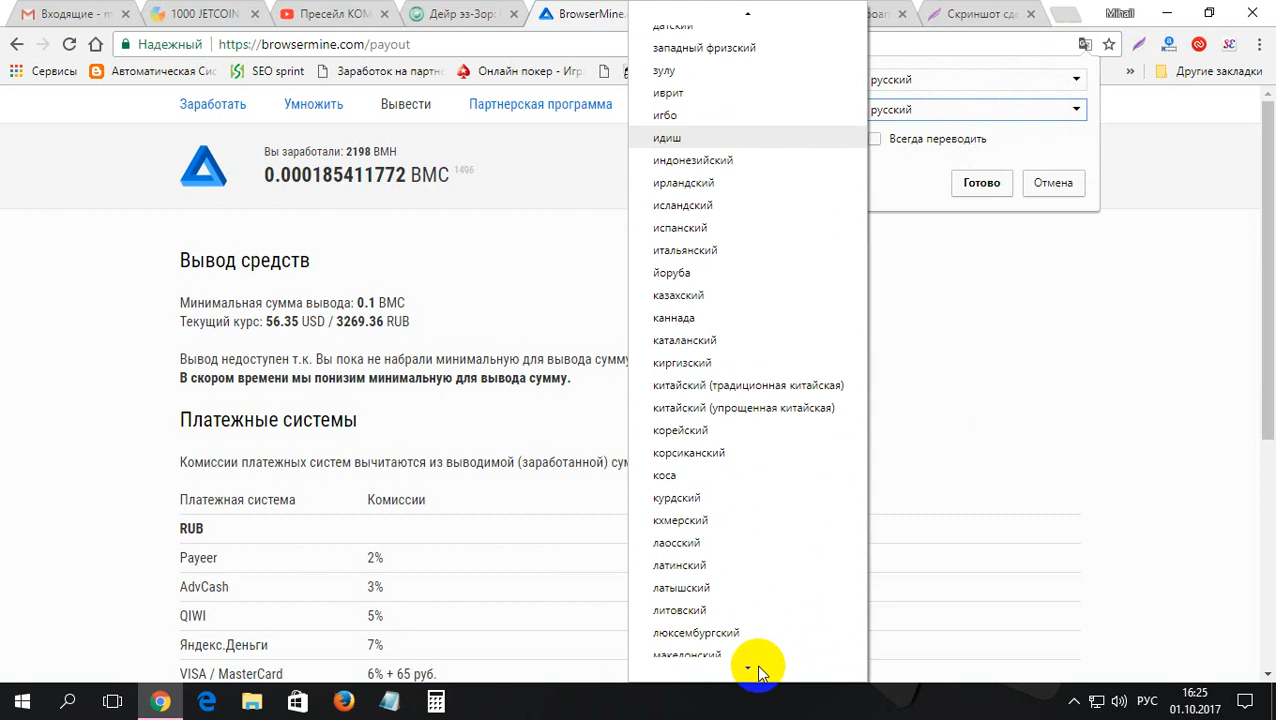 Входящие - m
1000 JETCOIN
Пресейл КОМ
Дейр эз-Зор:
BrowserMine.
board
Скриншот сде
Mihail
Надежный
https://browsermine.com/payout
Сервисы
Автоматическая
SEO sprint
Заработок на партне
Онлайн покер - Игр
Другие закладки
Заработать
Умножить
Вывести
Партнерская программа
Вы заработали: 2198 BMH
0.000185411772 BMC 1496
Вывод средств
Минимальная сумма вывода: 0.1 BMC
Текущий курс: 56.35 USD / 3269.36 RUB
Вывод недоступен т.к. Вы пока не набрали минимальную для вывода сумму
В скором времени мы понизим минимальную для вывода сумму.
Платежные системы
Комиссии платежных систем вычитаются из выводимой (заработанной) су
Платежная система Комиссии
RUB
Payeer 2%
AdvCash 3%
QIWI 5%
Яндекс.Деньги 7%
VISA / MasterCard 6% + 65 руб.
датский
западный фризский
зулу
иврит
игбо
идиш
индонезийский
ирландский
исландский
испанский
итальянский
йоруба
казахский
каннада
каталанский
киргизский
китайский (традиционная китайская)
китайский (упрощенная китайская)
корейский
корсиканский
коса
курдский
кхмерский
лаосский
латинский
латышский
литовский
люксембургский
македонский
русский
русский
Всегда переводить
Готово
Отмена
РУС
16:25
01.10.2017